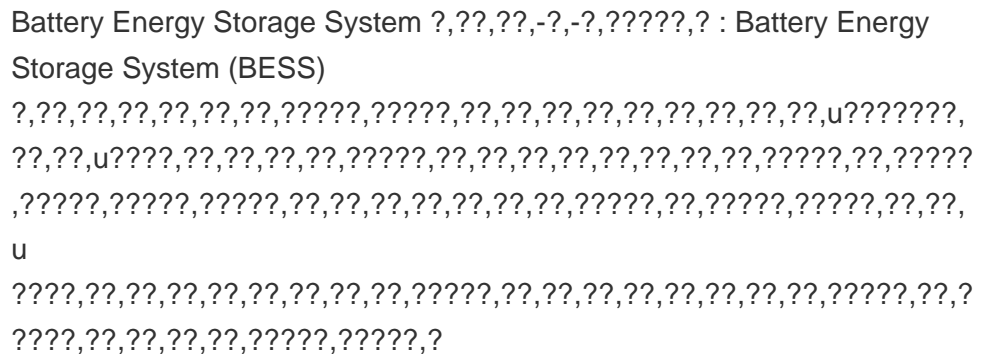 Battery Energy Storage System ?,??,??,-?,-?,?????,? : Battery Energy
Storage System (BESS)
?,??,??,??,??,??,??,?????,?????,??,??,??,??,??,??,??,??,??,u???????,
??,??,u????,??,??,??,??,?????,??,??,??,??,??,??,??,??,?????,??,?????
,?????,?????,?????,??,??,??,??,??,??,??,?????,??,?????,?????,??,??,
u
????,??,??,??,??,??,??,??,??,?????,??,??,??,??,??,??,??,??,?????,??,?
????,??,??,??,??,?????,?????,?